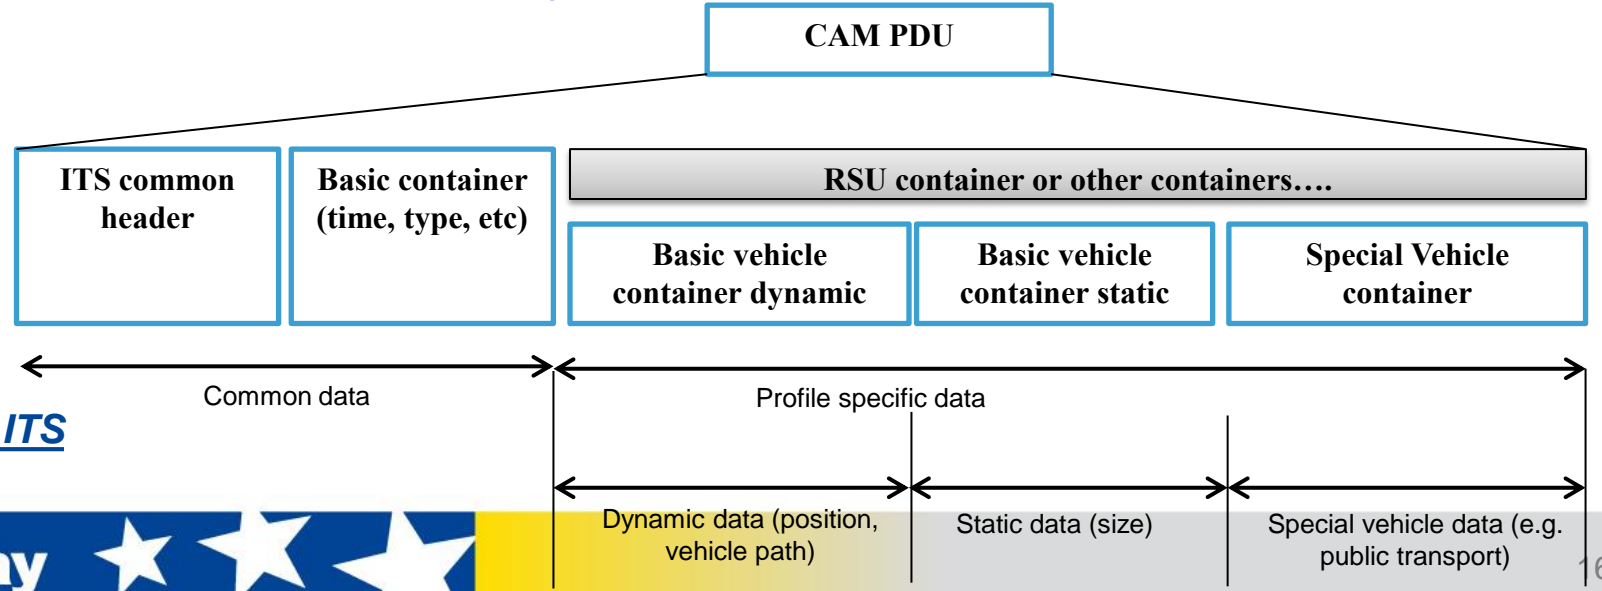 CAM PDU
ITS common
header
Basic container
(time, type, etc)
RSU container or other containers....
Basic vehicle
container dynamic
Basic vehicle
container static
Special Vehicle
container
Common data
Profile specific data
ITS
Dynamic data (position,
vehicle path)
Static data (size)
Special vehicle data (e.g.
public transport)
16